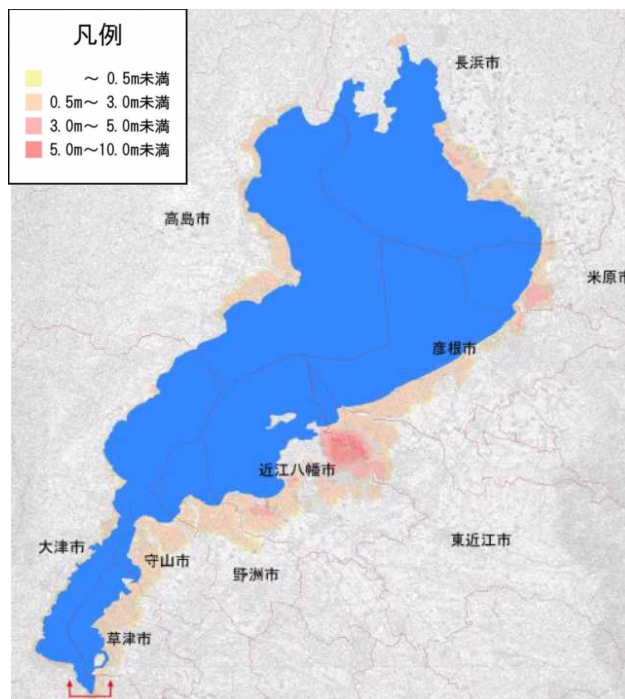 凡例
～ 0.5m未満
0.5m～ 3.0m未満
3.0m～ 5.0m未満
5.0m～10.0m未満
長浜市
高島市
米原市
彦根市
近江八幡市
東近江市
大津市
守山市
野洲市
草津市